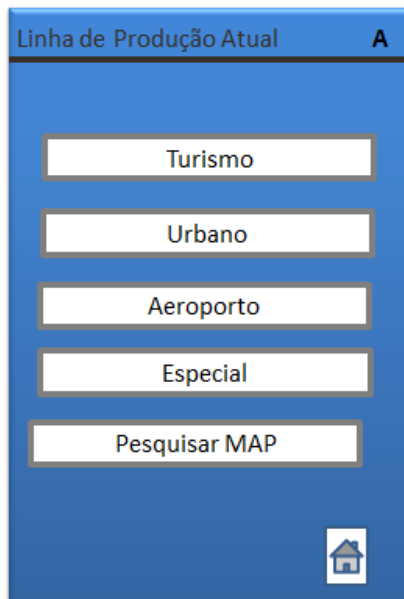 Linha de Produção Atual A
Turismo
Urbano
Aeroporto
Especial
Pesquisar MAP